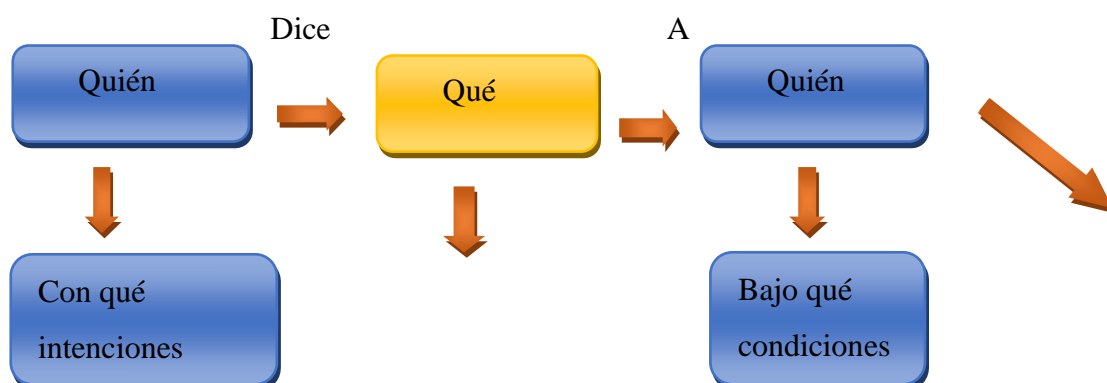 Dice
A
Quién
Qué
Quién
Con qué
intenciones
Bajo qué
condiciones